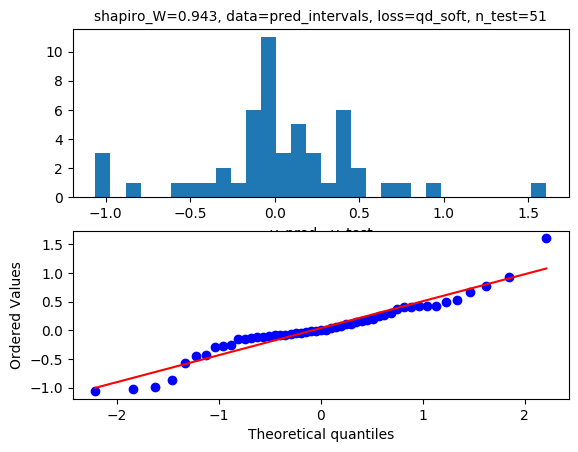 shapiro_W=0.943, data=pred_intervals, loss=qd_soft, n_test=51
10
8
6
4
2
0
−1.0 −0.5 0.0 0.5 1.0 1.5
1.5
1.0
0.5
0.0
−0.5
−1.0
Ordered Values
−2 −1 0 1 2
Theoretical quantiles